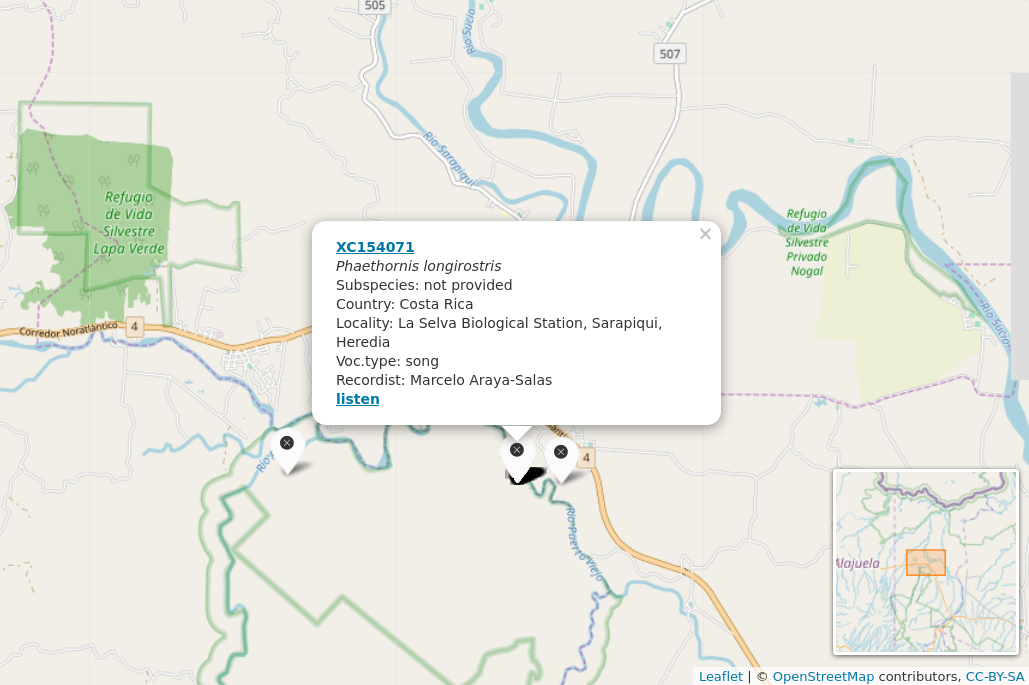 505
Río Sucio
507
Río Sarapiquí
Refugio
de Vida
Silvestre
Lapa Verde
Refugio
de Vida
Silvestre
Privado
Nogal
×
XC154071
Phaethornis longirostris
Subspecies: not provided
Country: Costa Rica
Locality: La Selva Biological Station, Sarapiqui,
Heredia
Voc.type: song
Recordist: Marcelo Araya-Salas
listen
Río Sucio
Corredor Noratlántico
4
4
Río Puerto Viejo
Alajuela
Leaflet | © OpenStreetMap contributors, CC-BY-SA